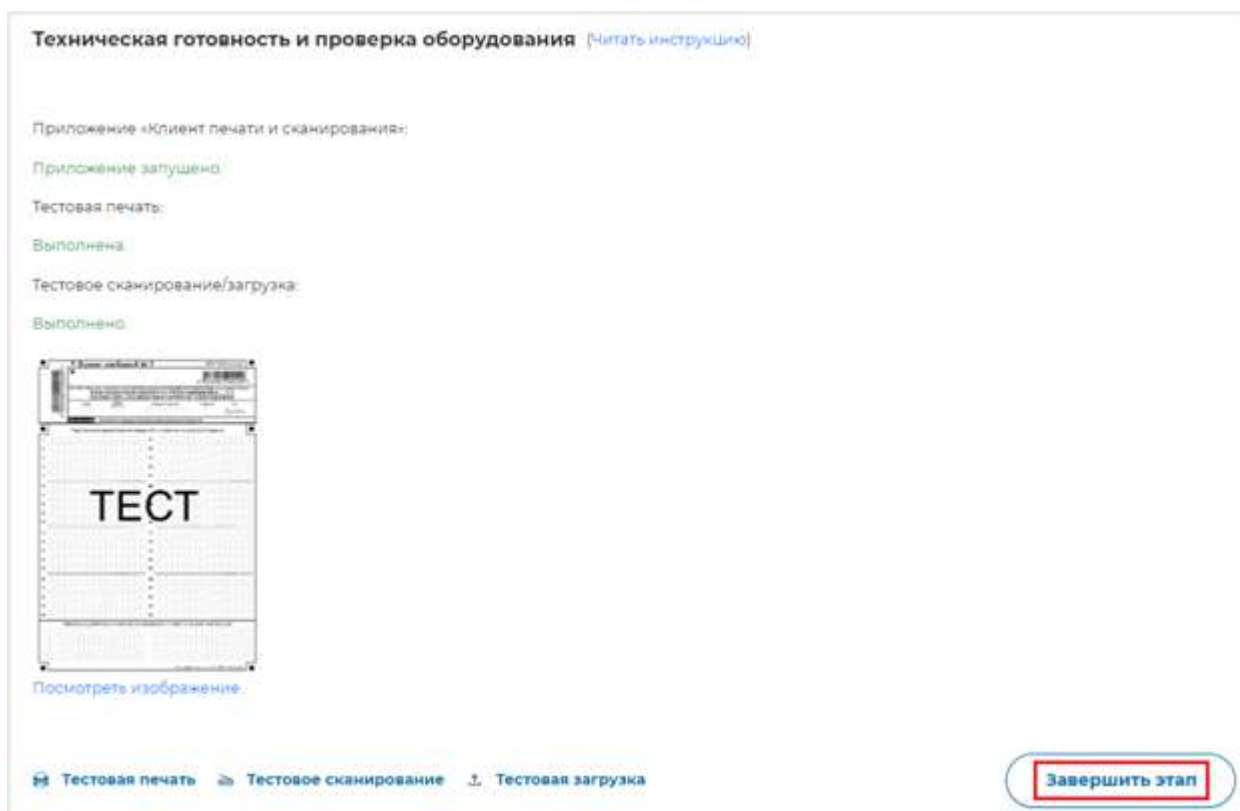 Техническая готовность и проверка оборудования (Читать инструкцию)
Приложение «Клиент печати и сканирования»:
Приложение запущено.
Тестовая печать:
Выполнена.
Тестовое сканирование/загрузка:
Выполнено.
ТЕСТ
Посмотреть изображение.
Тестовая печать Тестовое сканирование Тестовая загрузка Завершить этап